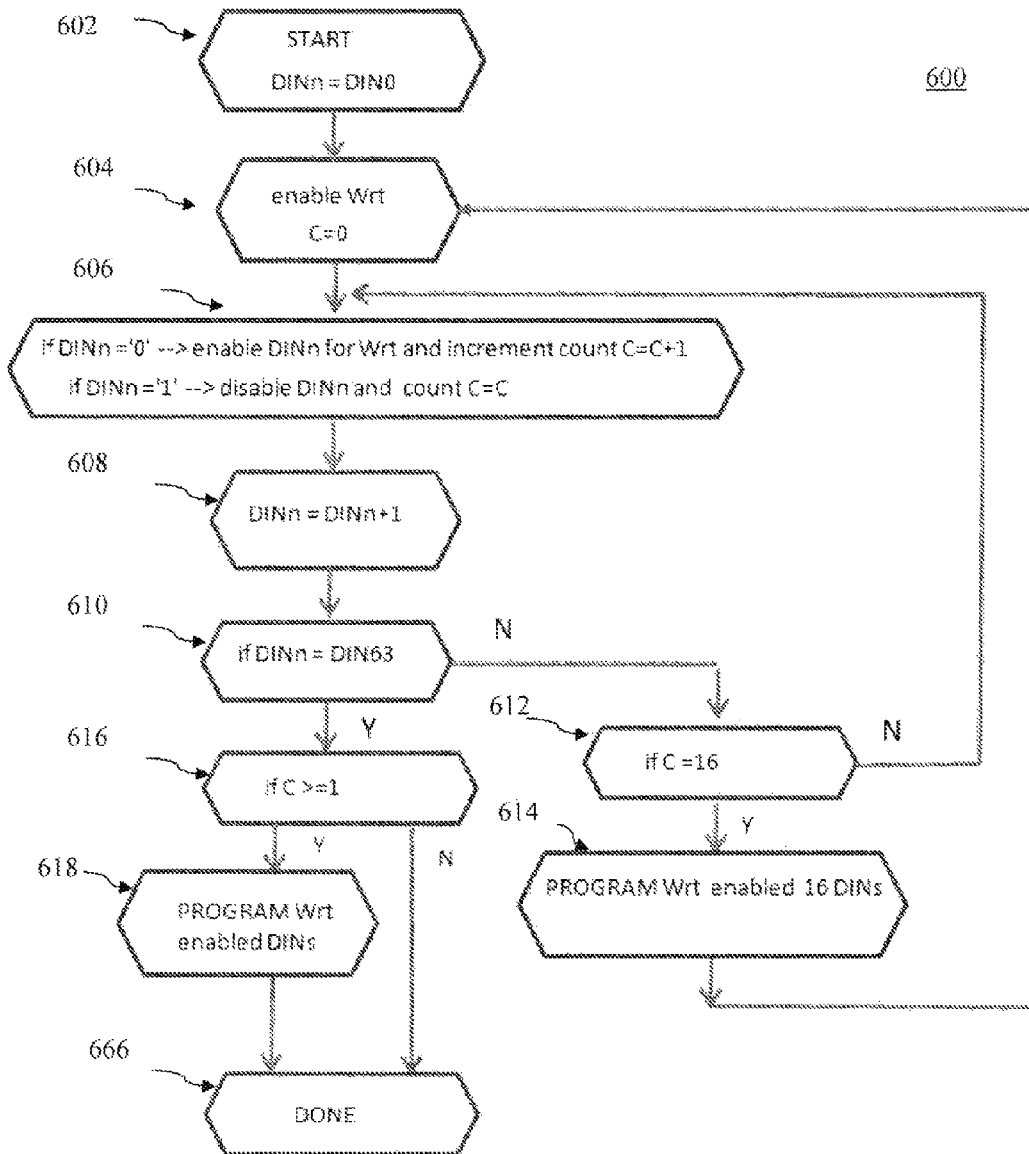 602
START
DINn = DIN0
600
604
enable Wrt
C=0
606
if DINn ='0' --> enable DINn for Wrt and increment count C=C+1
if DINn ='1' --> disable DINn and count C=C
608
DINn = DINn+1
610
if DINn = DIN63
N
612
if C =16
N
Y
616
if C >=1
Y
N
Y
614
PROGRAM Wrt enabled 16 DINs
618
PROGRAM Wrt
enabled DINs
666
DONE